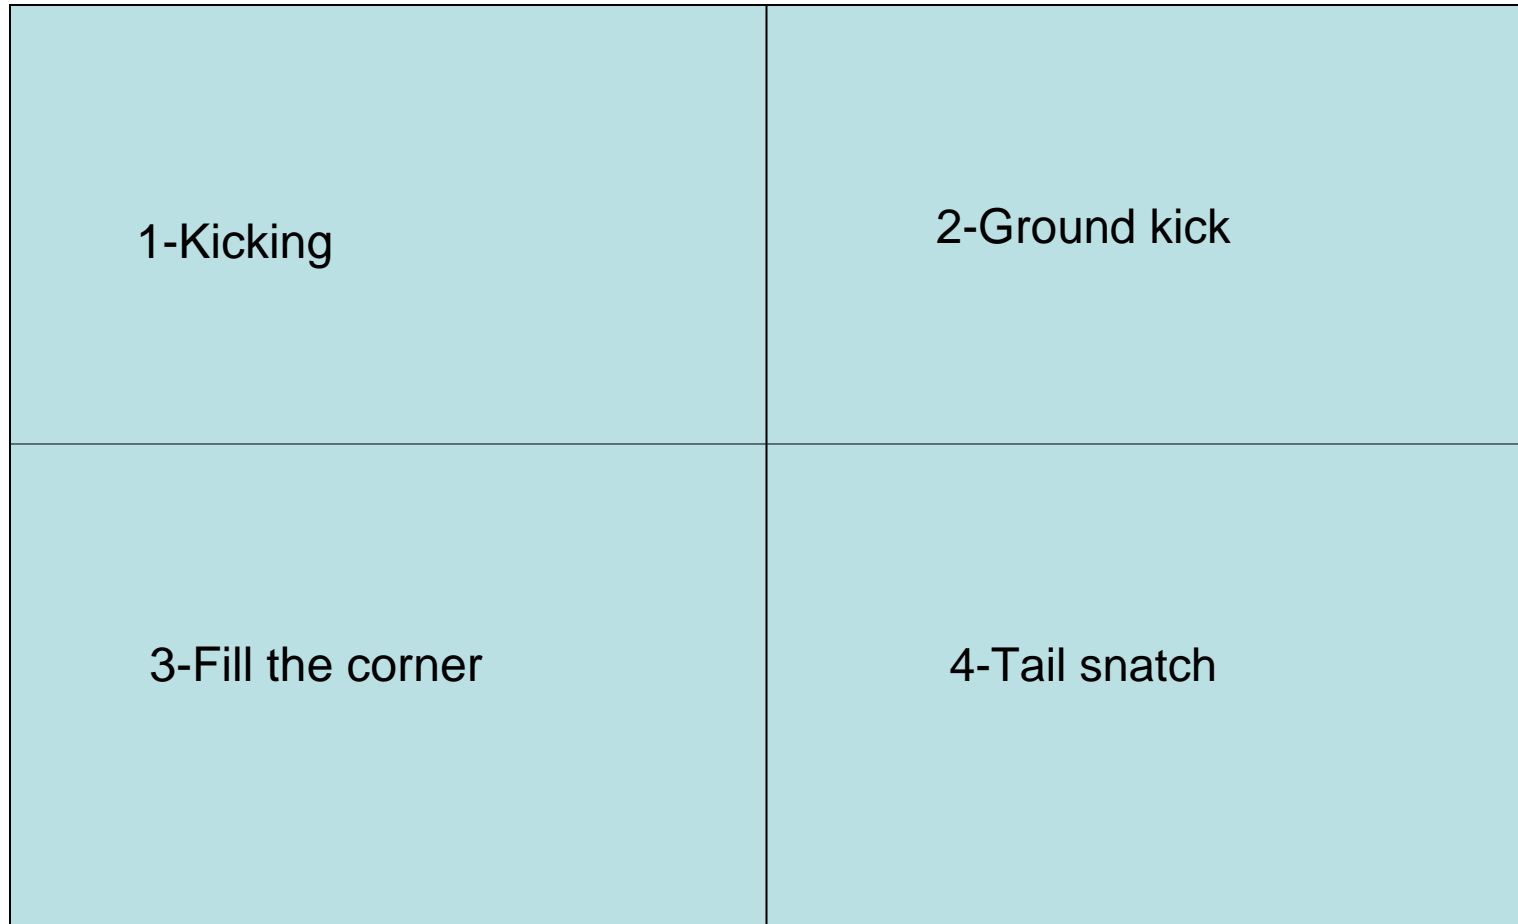 1-Kicking
2-Ground kick
3-Fill the corner
4-Tail snatch